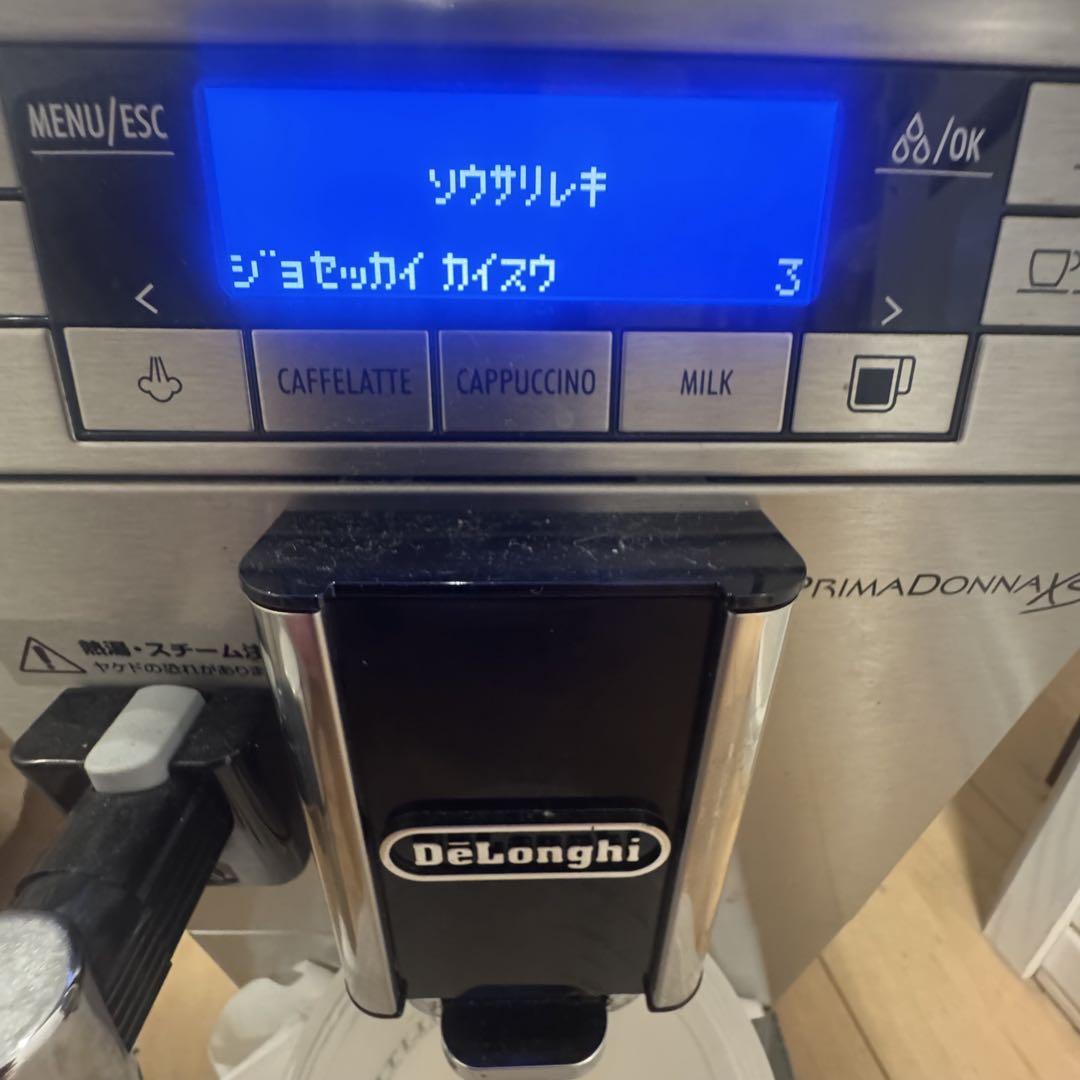 MENU/ESC
ソウサリレキ
/OK
ジョセッカイ カイスウ 3
<
>
CAFFELATTE
CAPPUCCINO
MILK
PRIMADONNA
熱湯・スチーム注
ヤケドの恐れがありま
DēLonghi